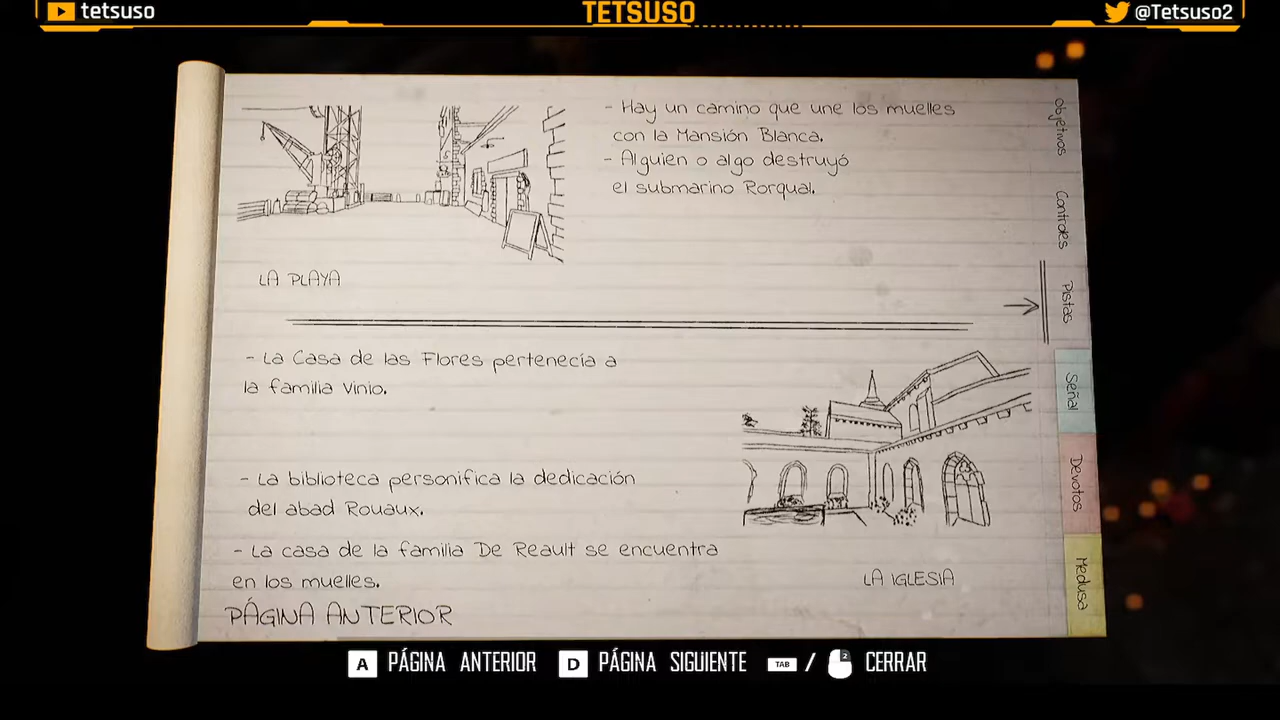 tetsuso
TETSUSO
@Tetsuso2
- Hay un camino que une los muelles
con la Mansión Blanca.
- Alguien o algo destruyó
el submarino Rorqual.
LA PLAYA
- La Casa de las Flores pertenecía a
la familia Vinio.
- La biblioteca personifica la dedicación
del abad Rouaux.
- La casa de la familia De Reault se encuentra
en los muelles.
LA IGLESIA
PÁGINA ANTERIOR
Objetivos
Controles
Pistas
Señal
Devotos
Medusa
A PÁGINA ANTERIOR D PÁGINA SIGUIENTE TAB / 2 CERRAR